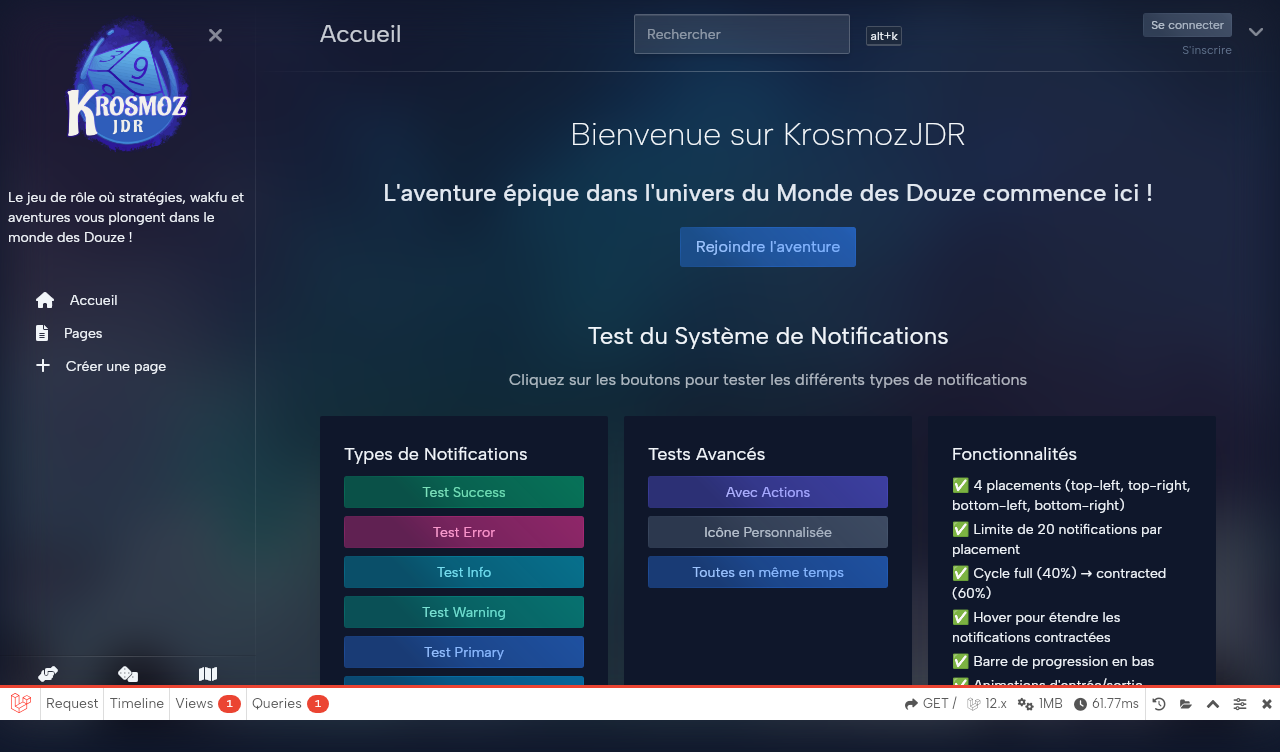 Accueil
Rechercher
alt+k
Se connecter
S'inscrire
9
KROSMOZ
JDR
Le jeu de rôle où stratégies, wakfu et
aventures vous plongent dans le
monde des Douze !
Accueil
Pages
Créer une page
Bienvenue sur KrosmozJDR
L'aventure épique dans l'univers du Monde des Douze commence ici !
Rejoindre l'aventure
Test du Système de Notifications
Cliquez sur les boutons pour tester les différents types de notifications
Types de Notifications
Test Success
Test Error
Test Info
Test Warning
Test Primary
Tests Avancés
Avec Actions
Icône Personnalisée
Toutes en même temps
Fonctionnalités
✅ 4 placements (top-left, top-right,
bottom-left, bottom-right)
✅ Limite de 20 notifications par
placement
✅ Cycle full (40%) → contracted
(60%)
✅ Hover pour étendre les
notifications contractées
✅ Barre de progression en bas
✅ Animations d'entrée/sortie
Request
Timeline
Views 1
Queries 1
GET /
12.x
1MB
61.77ms